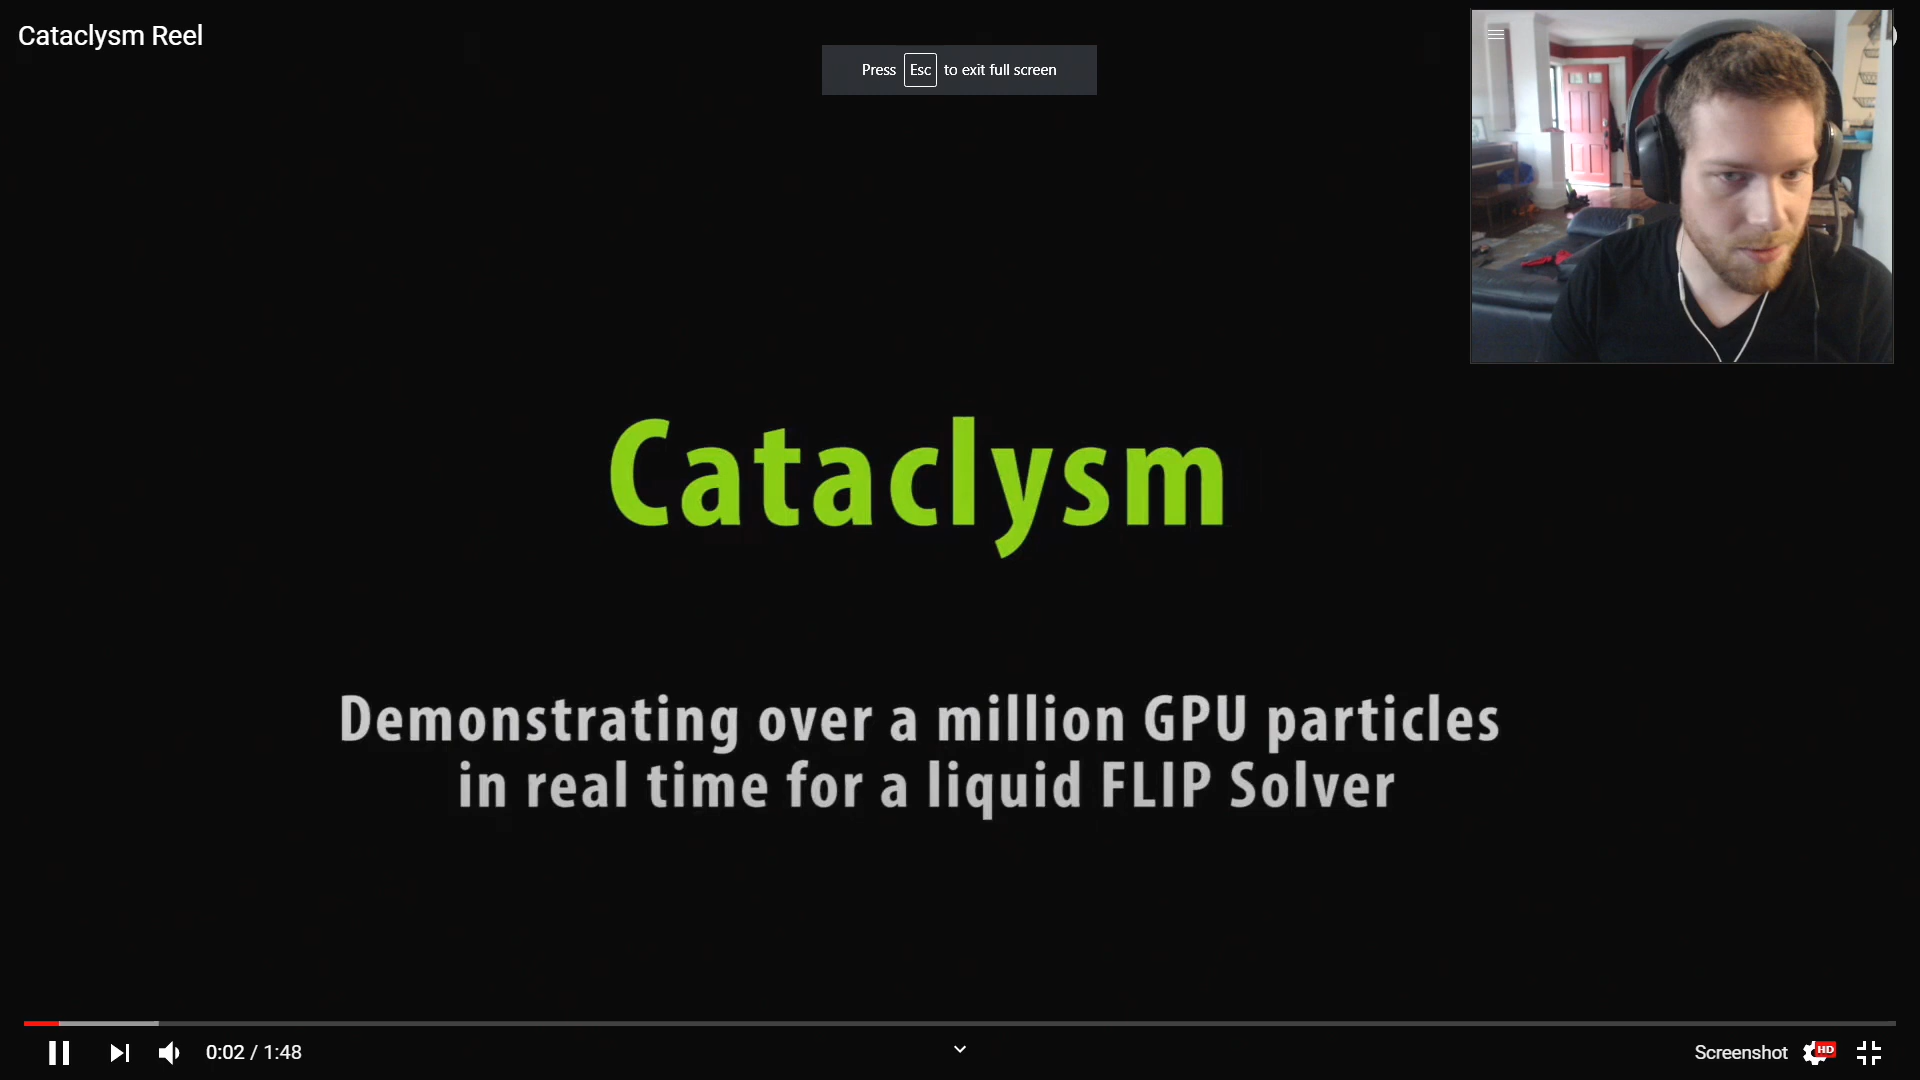 Cataclysm Reel
Press Esc to exit full screen
Cataclysm
Demonstrating over a million GPU particles
in real time for a liquid FLIP Solver
0:02 / 1:48
Screenshot
HD